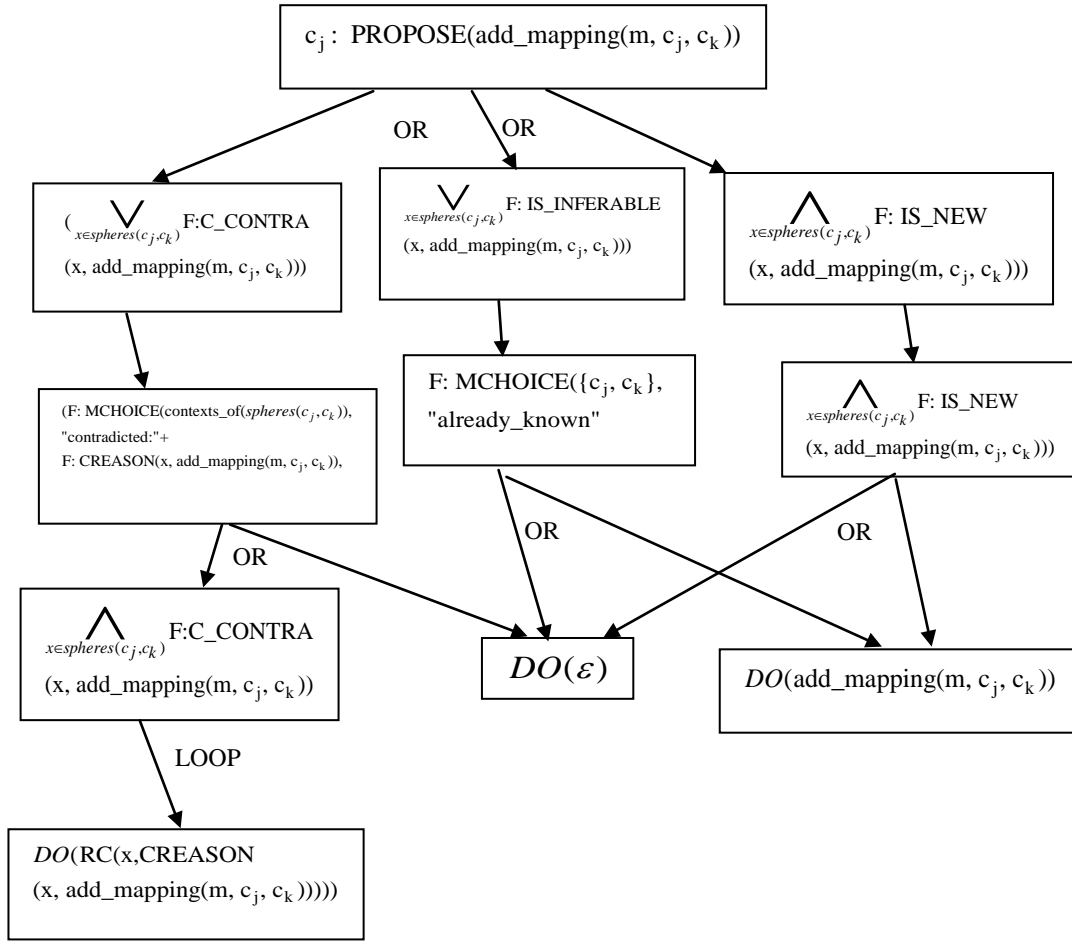 c_j : PROPOSE(add_mapping(m, c_j, c_k))
OR
OR
( ⋁ x∈spheres(c_j,c_k) F:C_CONTRA
(x, add_mapping(m, c_j, c_k)))
⋁ x∈spheres(c_j,c_k) F: IS_INFERABLE
(x, add_mapping(m, c_j, c_k)))
⋀ x∈spheres(c_j,c_k) F: IS_NEW
(x, add_mapping(m, c_j, c_k)))
(F: MCHOICE(contexts_of(spheres(c_j,c_k)),
"contradicted:"+
F: CREASON(x, add_mapping(m, c_j, c_k)),
F: MCHOICE({c_j, c_k},
"already_known"
⋀ x∈spheres(c_j,c_k) F: IS_NEW
(x, add_mapping(m, c_j, c_k)))
OR
OR
OR
⋀ x∈spheres(c_j,c_k) F:C_CONTRA
(x, add_mapping(m, c_j, c_k))
DO(ε)
DO(add_mapping(m, c_j, c_k))
LOOP
DO(RC(x,CREASON
(x, add_mapping(m, c_j, c_k)))))